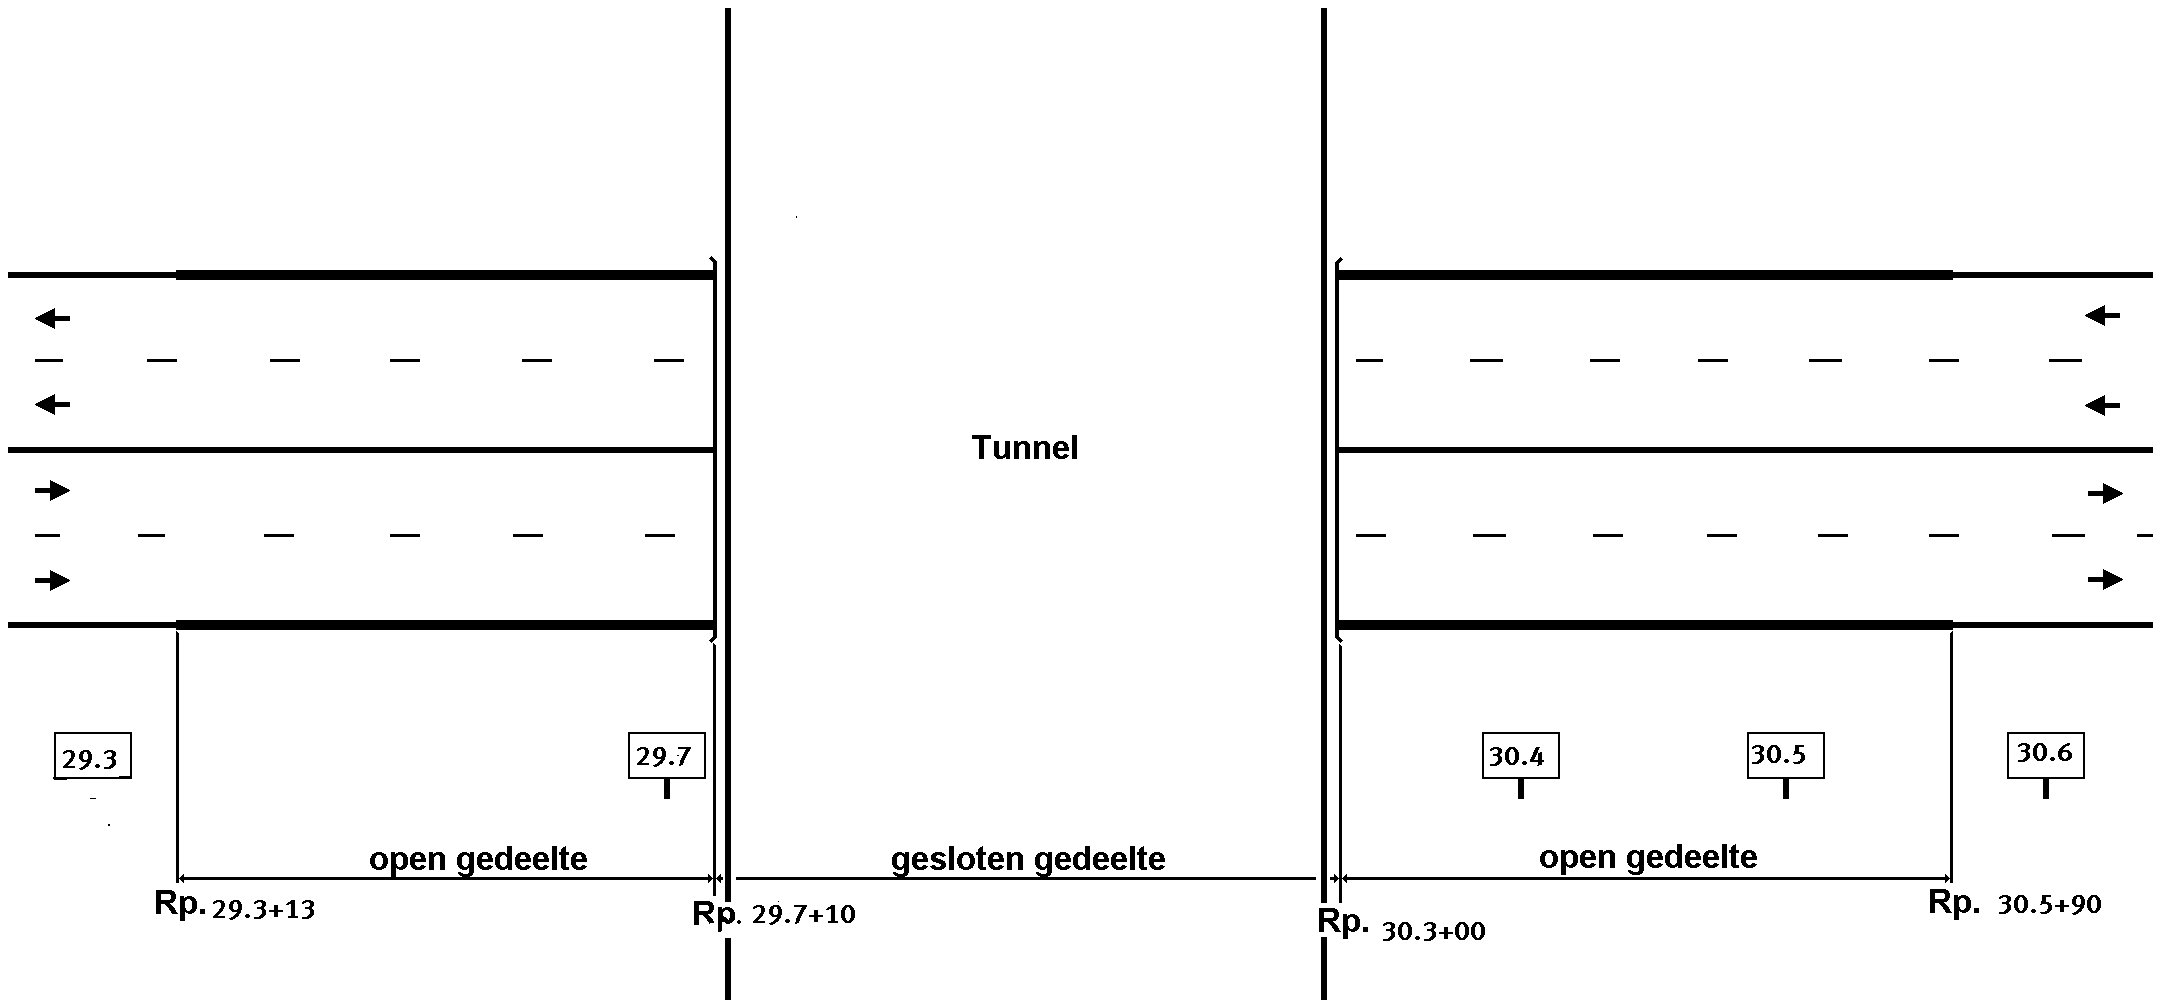 Tunnel
29.3
29.7
30.4
30.5
30.6
open gedeelte
gesloten gedeelte
open gedeelte
Rp. 29.3+13
Rp. 29.7+10
Rp. 30.3+00
Rp. 30.5+90